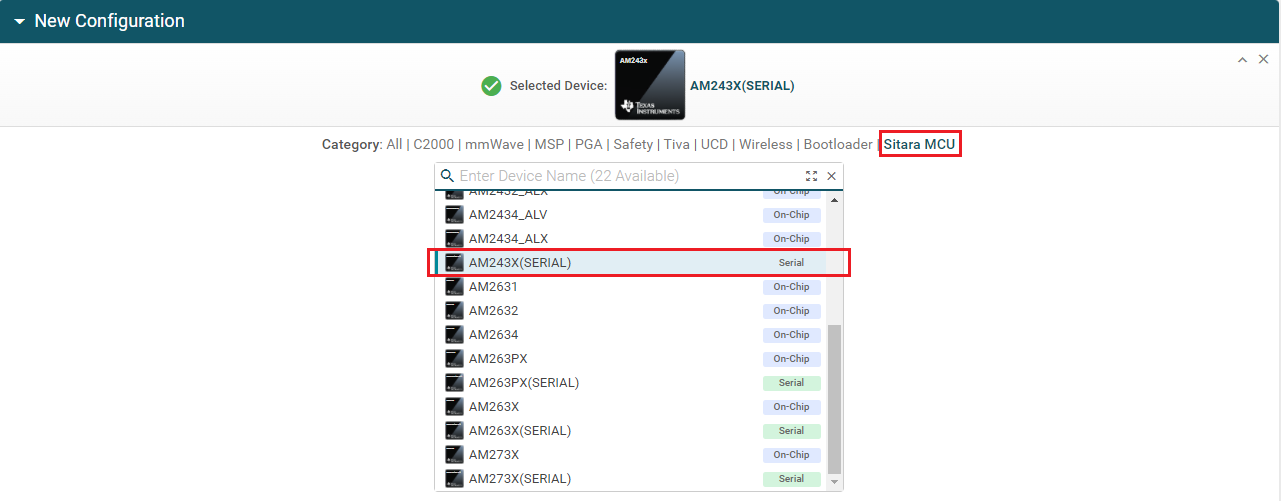 New Configuration
Selected Device: AM243x TEXAS INSTRUMENTS AM243X(SERIAL)
Category: All | C2000 | mmWave | MSP | PGA | Safety | Tiva | UCD | Wireless | Bootloader | Sitara MCU
Enter Device Name (22 Available)
AM2432_ALX On-Chip
AM2434_ALV On-Chip
AM2434_ALX On-Chip
AM243X(SERIAL) Serial
AM2631 On-Chip
AM2632 On-Chip
AM2634 On-Chip
AM263PX On-Chip
AM263PX(SERIAL) Serial
AM263X On-Chip
AM263X(SERIAL) Serial
AM273X On-Chip
AM273X(SERIAL) Serial